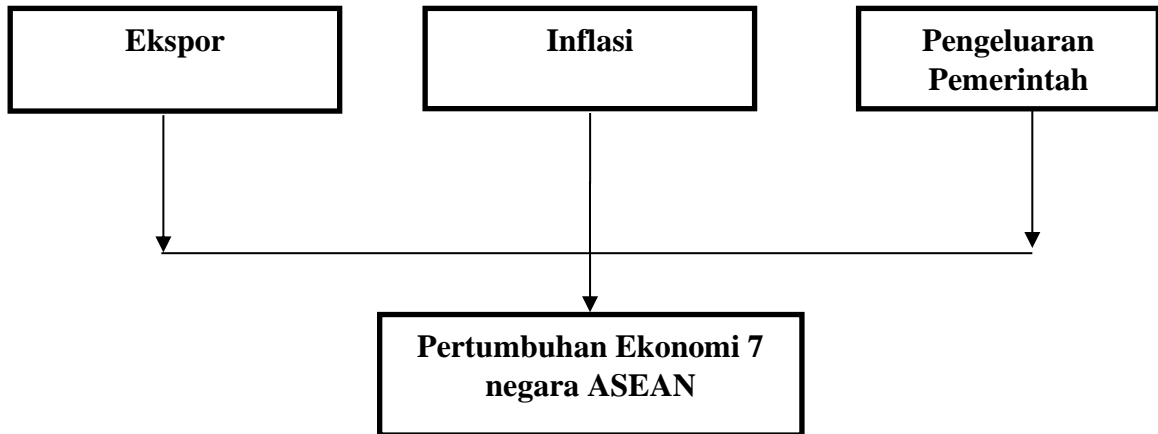 Ekspor
Inflasi
Pengeluaran
Pemerintah
Pertumbuhan Ekonomi 7
negara ASEAN